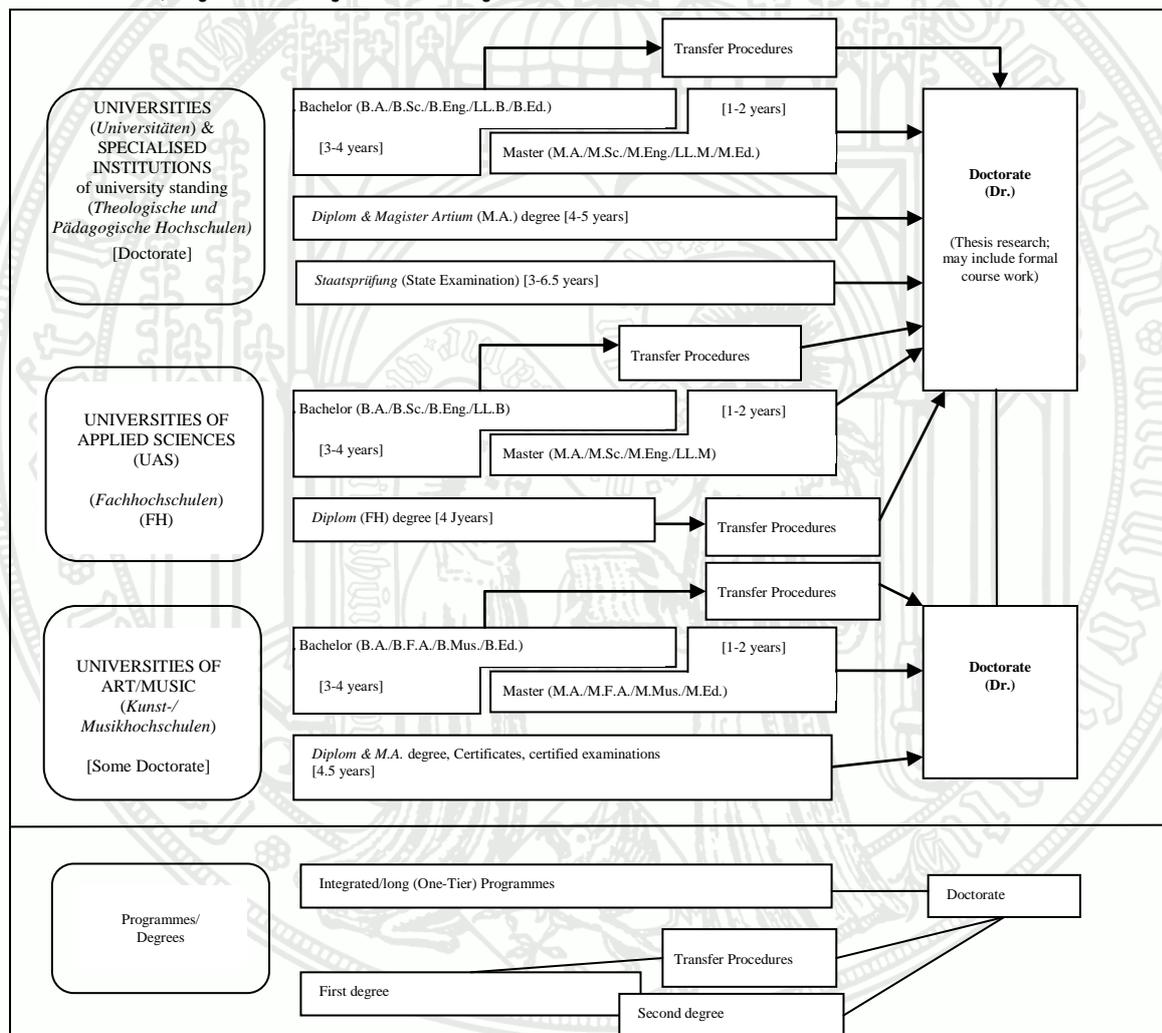 Transfer Procedures
UNIVERSITIES
(Universitäten) &
SPECIALISED
INSTITUTIONS
of university standing
(Theologische und
Pädagogische Hochschulen)
[Doctorate]
Bachelor (B.A./B.Sc./B.Eng./LL.B./B.Ed.)
[3-4 years]
[1-2 years]
Master (M.A./M.Sc./M.Eng./LL.M./M.Ed.)
Diplom & Magister Artium (M.A.) degree [4-5 years]
Staatsprüfung (State Examination) [3-6.5 years]
Doctorate
(Dr.)
(Thesis research;
may include formal
course work)
Transfer Procedures
UNIVERSITIES OF
APPLIED SCIENCES
(UAS)
(Fachhochschulen)
(FH)
Bachelor (B.A./B.Sc./B.Eng./LL.B)
[3-4 years]
[1-2 years]
Master (M.A./M.Sc./M.Eng./LL.M)
Diplom (FH) degree [4 Jyears]
Transfer Procedures
Transfer Procedures
UNIVERSITIES OF
ART/MUSIC
(Kunst-/
Musikhochschulen)
[Some Doctorate]
Bachelor (B.A./B.F.A./B.Mus./B.Ed.)
[3-4 years]
[1-2 years]
Master (M.A./M.F.A./M.Mus./M.Ed.)
Diplom & M.A. degree, Certificates, certified examinations
[4.5 years]
Doctorate
(Dr.)
Programmes/
Degrees
Integrated/long (One-Tier) Programmes
Doctorate
Transfer Procedures
First degree
Second degree